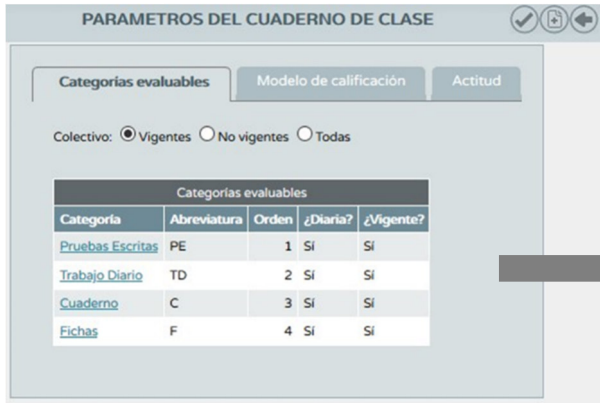 PARAMETROS DEL CUADERNO DE CLASE
Categorías evaluables Modelo de calificación Actitud
Colectivo: Vigentes No vigentes Todas
Categorías evaluables
Categoría Abreviatura Orden ¿Diaria? ¿Vigente?
Pruebas Escritas PE 1 Sí Sí
Trabajo Diario TD 2 Sí Sí
Cuaderno C 3 Sí Sí
Fichas F 4 Sí Sí